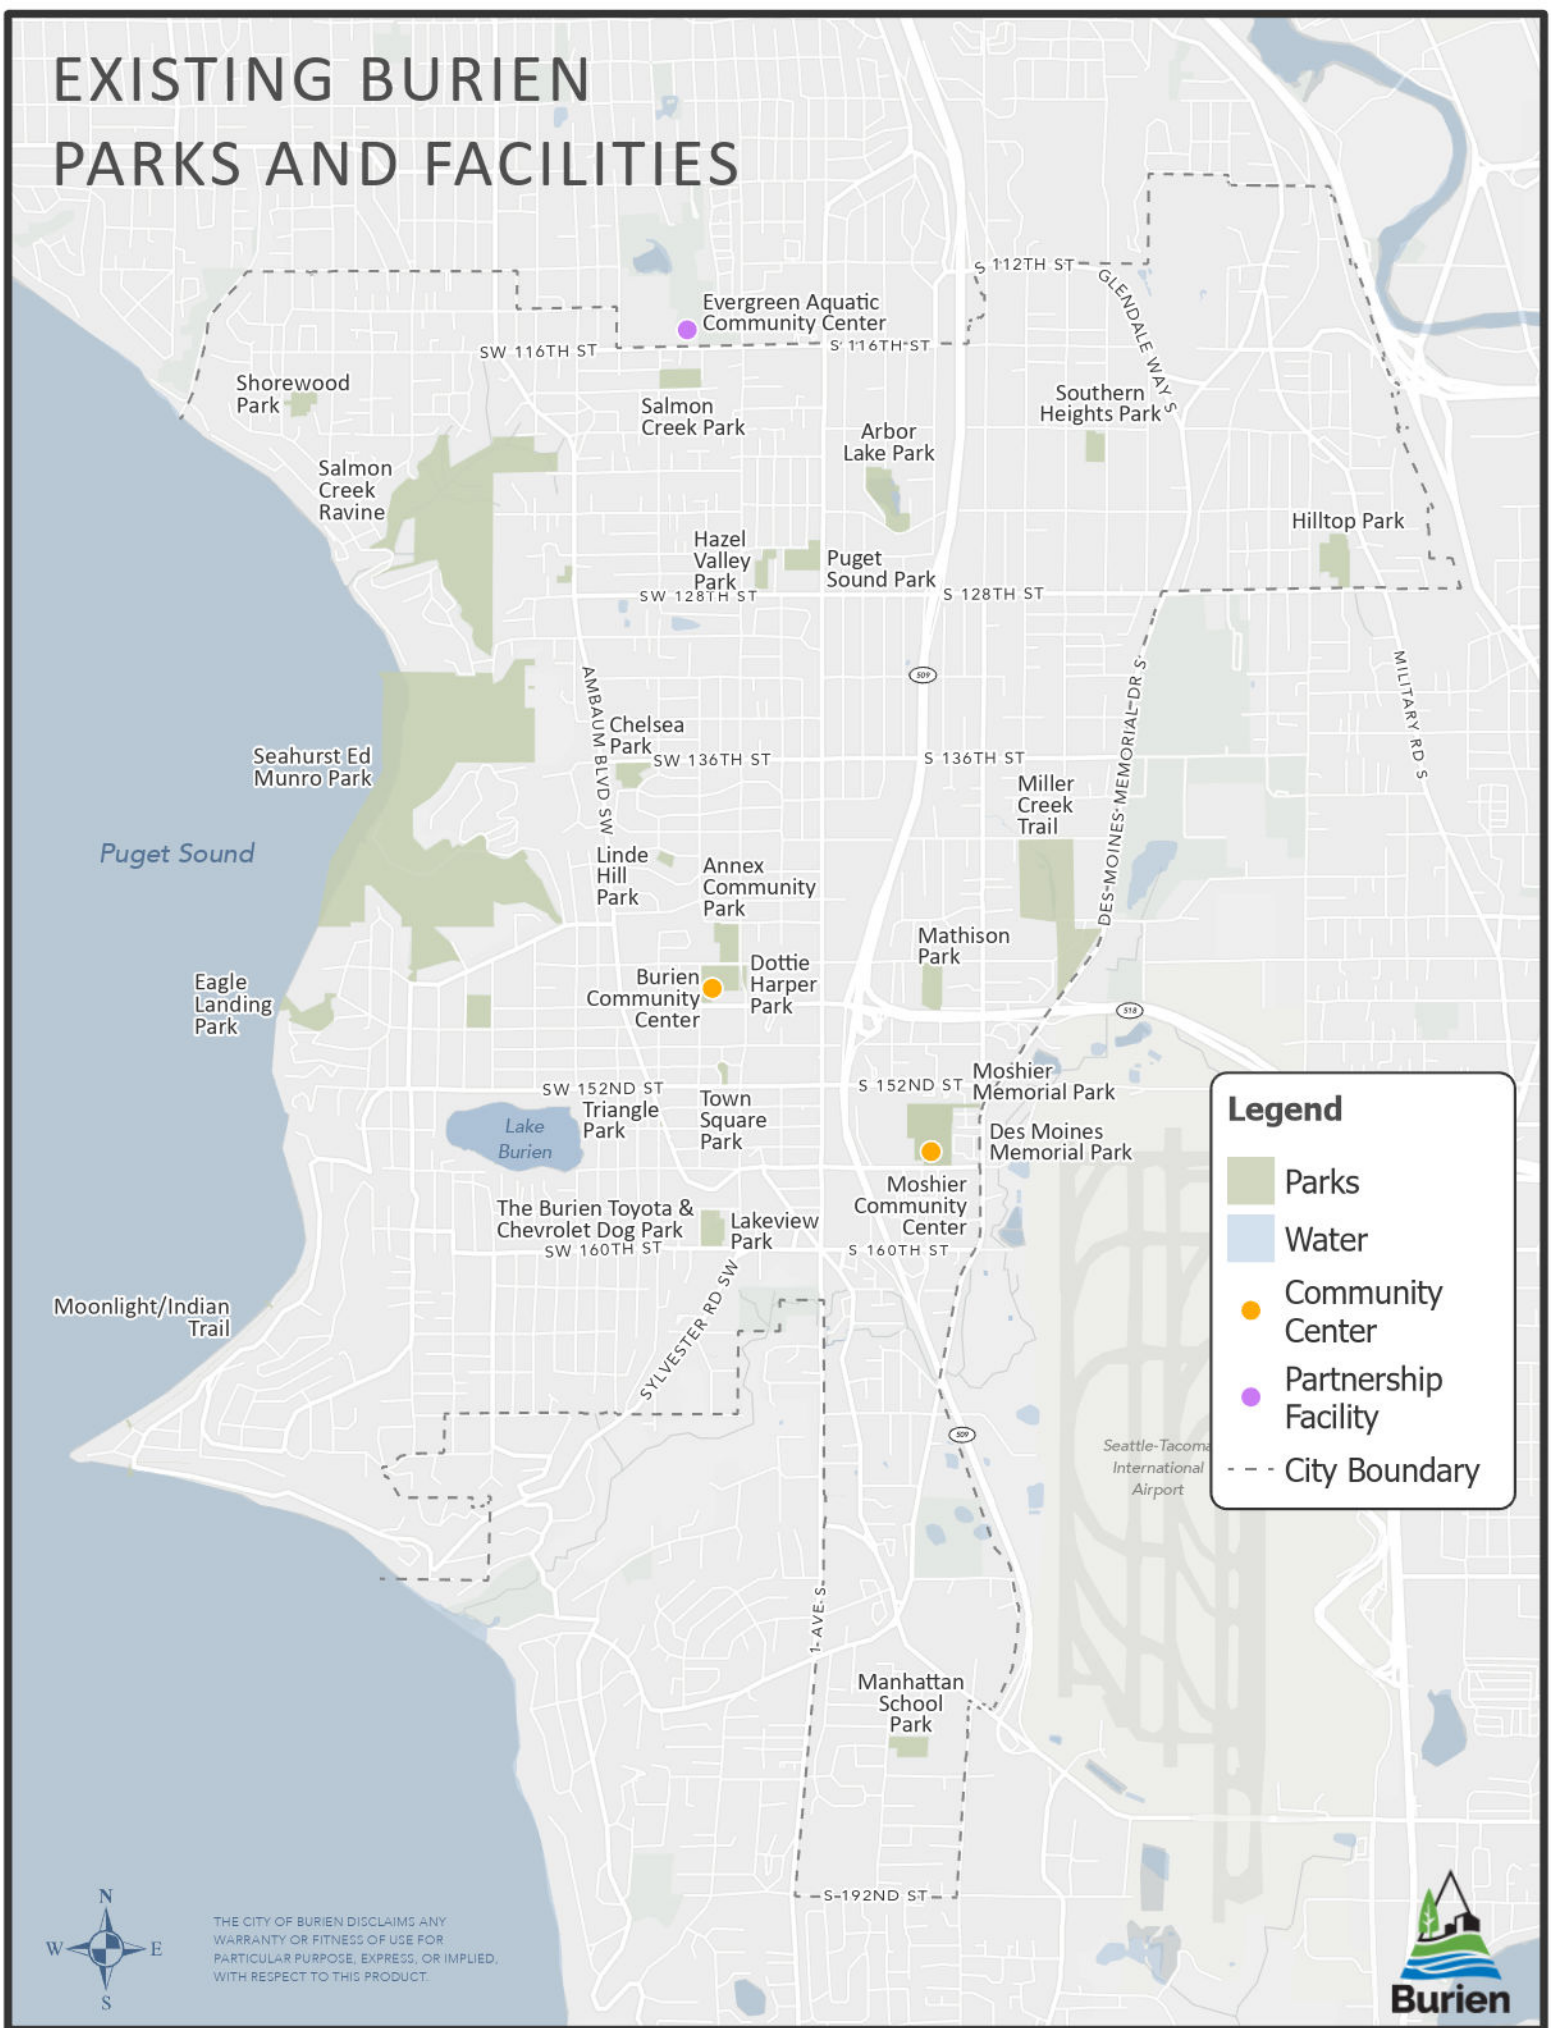 EXISTING BURIEN
PARKS AND FACILITIES
S 112TH ST
GLENDALE WAY S
Evergreen Aquatic
Community Center
SW 116TH ST
S 116TH ST
Shorewood
Park
Salmon
Creek Park
Southern
Heights Park
Arbor
Lake Park
Salmon
Creek
Ravine
Hilltop Park
Hazel
Valley
Park
Puget
Sound Park
SW 128TH ST
S 128TH ST
509
AMBAUM BLVD SW
DES MOINES MEMORIAL DR S
MILITARY RD S
Chelsea
Park
SW 136TH ST
S 136TH ST
Seahurst Ed
Munro Park
Miller
Creek
Trail
Puget Sound
Linde
Hill
Park
Annex
Community
Park
Mathison
Park
Dottie
Harper
Park
Burien
Community
Center
Eagle
Landing
Park
518
SW 152ND ST
S 152ND ST
Moshier
Memorial Park
Triangle
Park
Town
Square
Park
Lake
Burien
Des Moines
Memorial Park
Moshier
Community
Center
The Burien Toyota &
Chevrolet Dog Park
Lakeview
Park
SW 160TH ST
S 160TH ST
SYLVESTER RD SW
Moonlight/Indian
Trail
509
Seattle-Tacoma
International
Airport
Legend
Parks
Water
Community
Center
Partnership
Facility
City Boundary
1 AVE S
Manhattan
School
Park
S 192ND ST
N
W E
S
THE CITY OF BURIEN DISCLAIMS ANY
WARRANTY OR FITNESS OF USE FOR
PARTICULAR PURPOSE, EXPRESS, OR IMPLIED,
WITH RESPECT TO THIS PRODUCT.
Burien